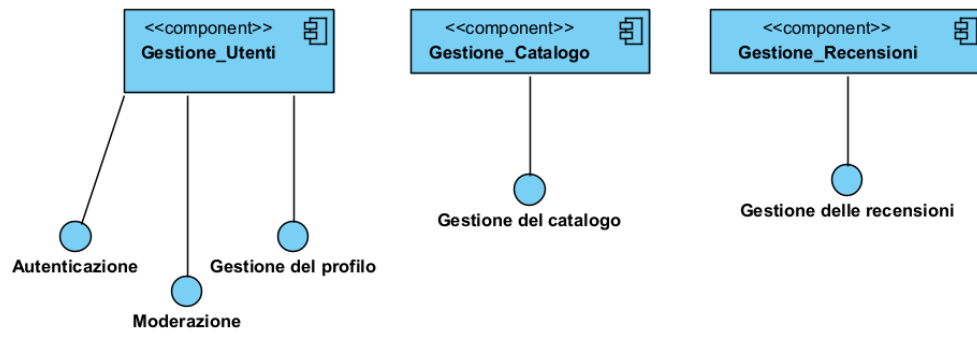 <<component>>
Gestione_Utenti
<<component>>
Gestione_Catalogo
<<component>>
Gestione_Recensioni
Autenticazione
Moderazione
Gestione del profilo
Gestione del catalogo
Gestione delle recensioni